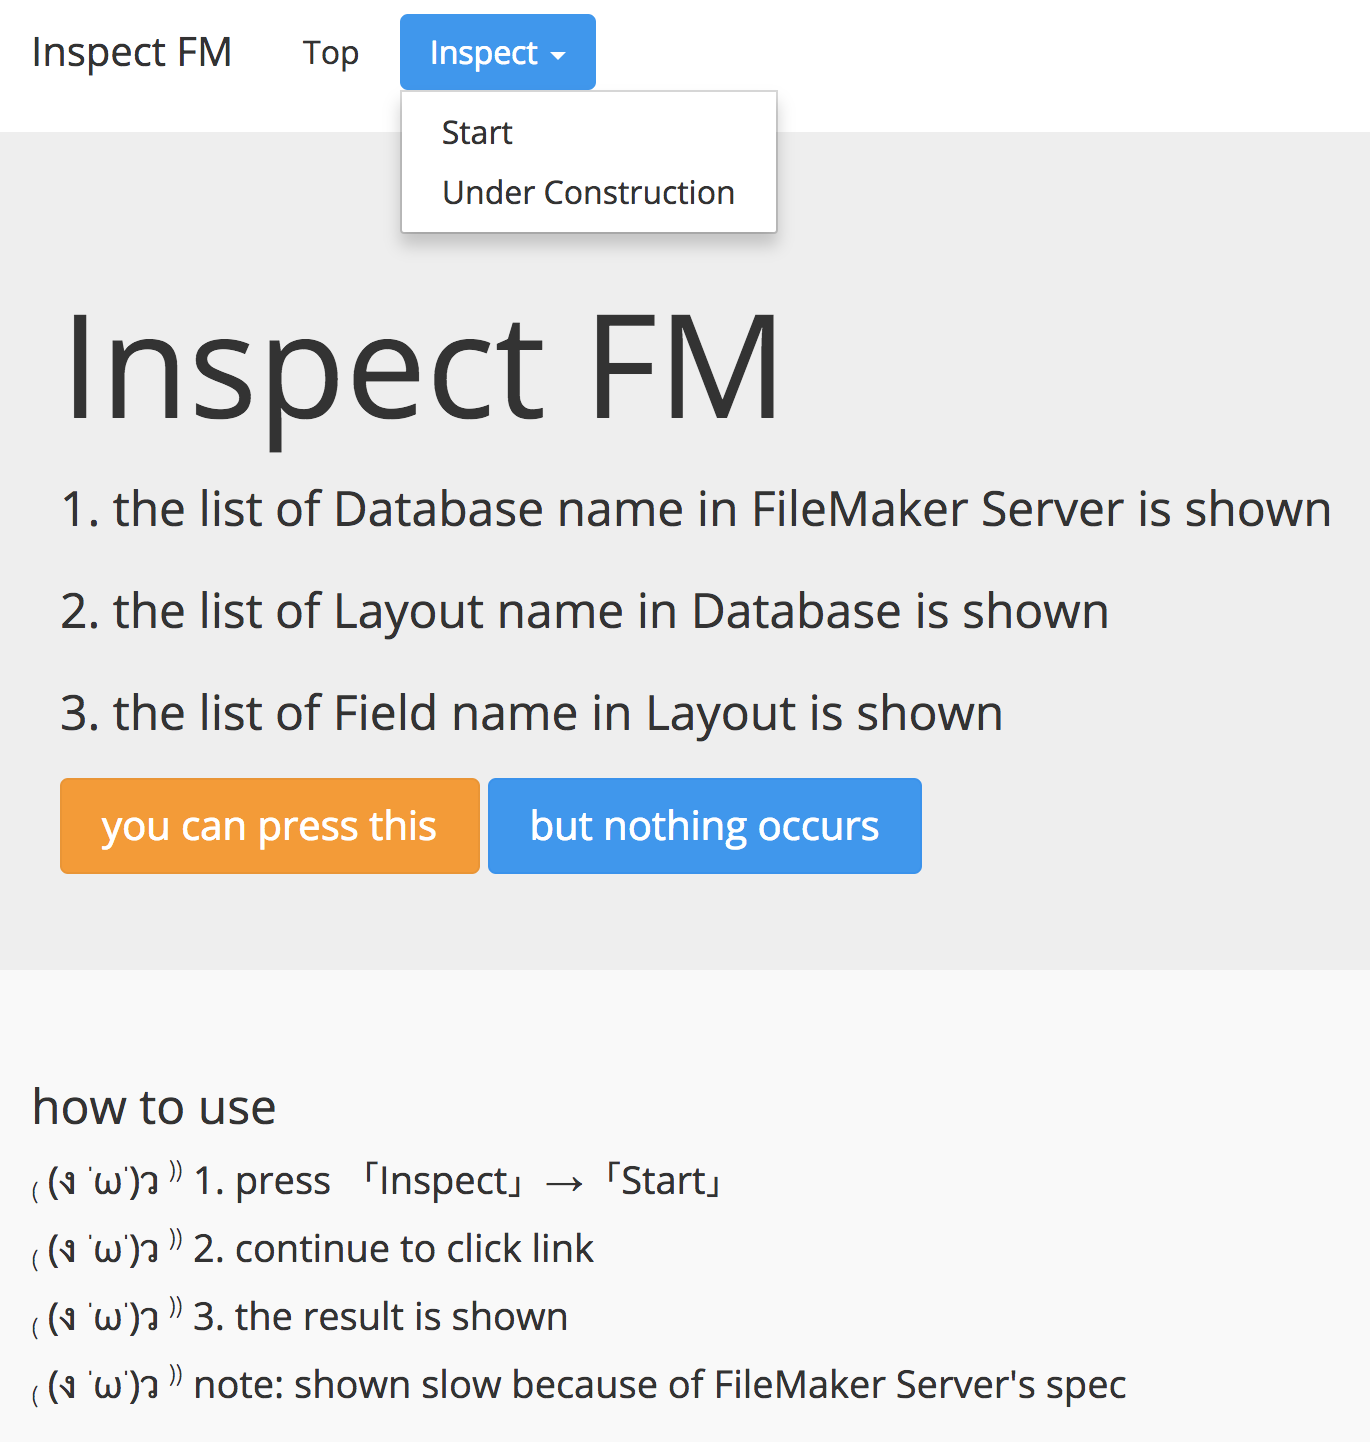 Inspect FM Top Inspect
Start
Under Construction
Inspect FM
1. the list of Database name in FileMaker Server is shown
2. the list of Layout name in Database is shown
3. the list of Field name in Layout is shown
you can press this but nothing occurs
how to use
₍ (ง ˙ω˙)ว ⁾⁾ 1. press 「Inspect」→「Start」
₍ (ง ˙ω˙)ว ⁾⁾ 2. continue to click link
₍ (ง ˙ω˙)ว ⁾⁾ 3. the result is shown
₍ (ง ˙ω˙)ว ⁾⁾ note: shown slow because of FileMaker Server's spec